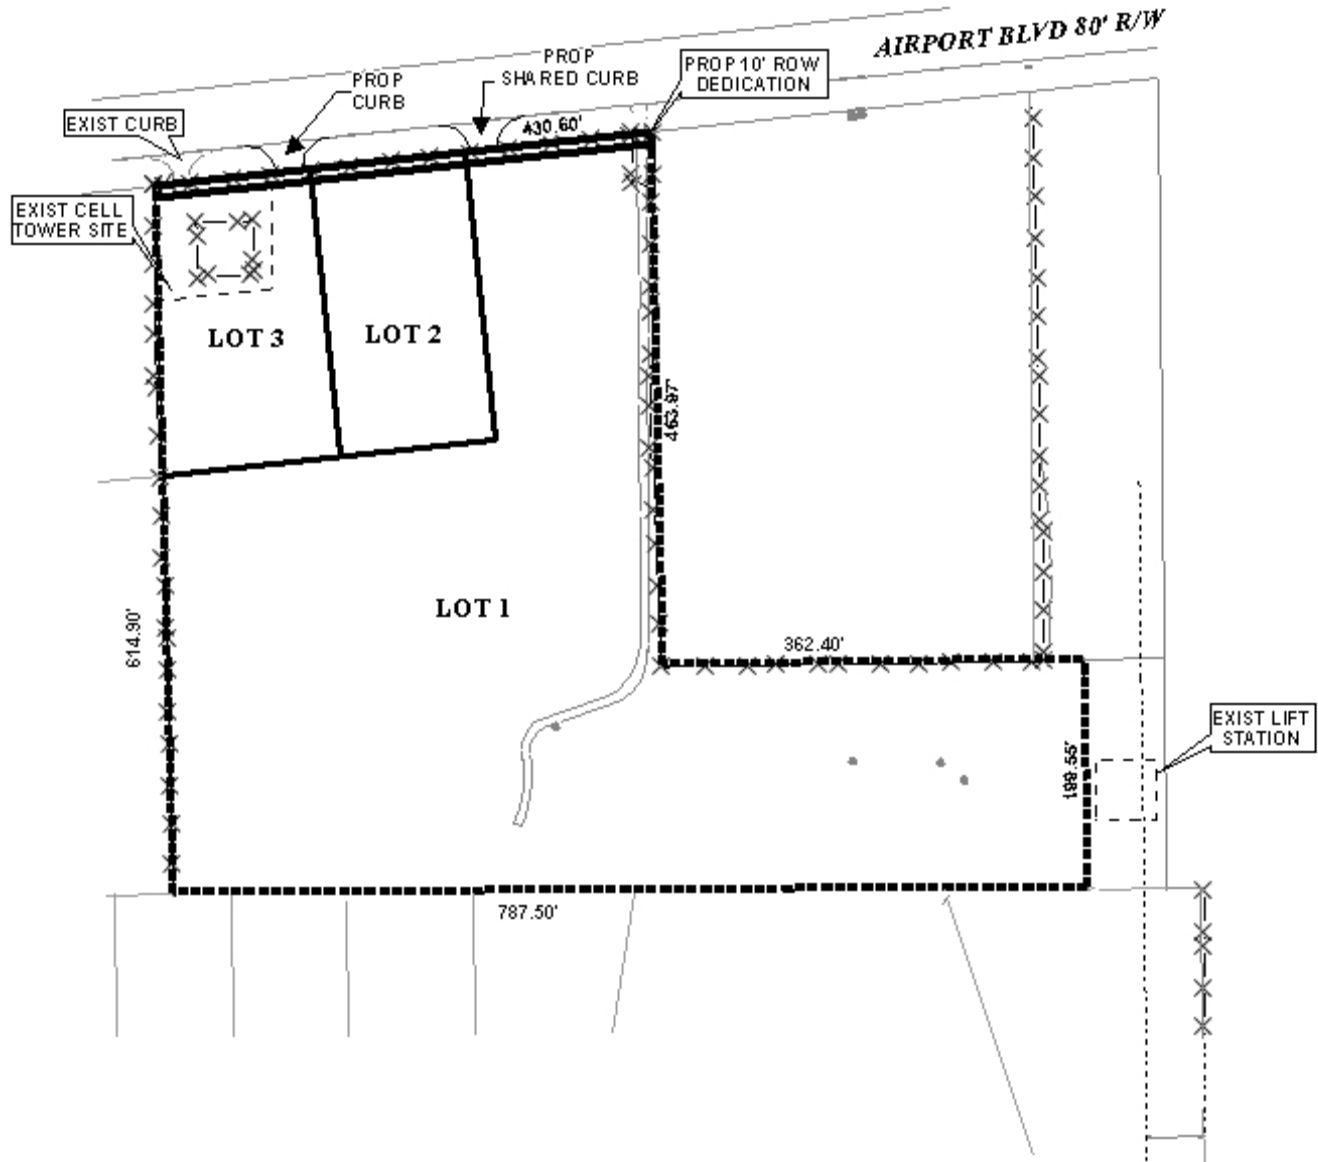 AIRPORT BLVD 80' R/W
PROP
SHARED CURB
PROP 10' ROW
DEDICATION
PROP
CURB
EXIST CURB
430.60'
EXIST CELL
TOWER SITE
LOT 3
LOT 2
463.97'
LOT 1
614.90'
362.40'
EXIST LIFT
STATION
199.55'
787.50'